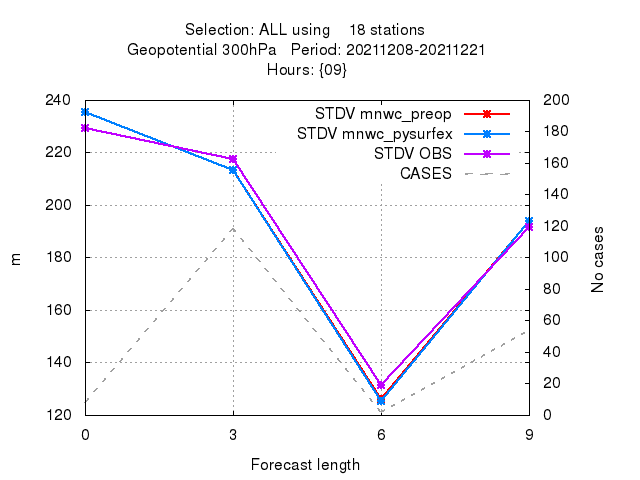 Selection: ALL using    18 stations
Geopotential 300hPa   Period: 20211208-20211221
Hours: {09}
STDV mnwc_preop
STDV mnwc_pysurfex
STDV OBS
CASES
240
220
200
180
160
140
120
200
180
160
140
120
100
80
60
40
20
0
m
No cases
0 3 6 9
Forecast length